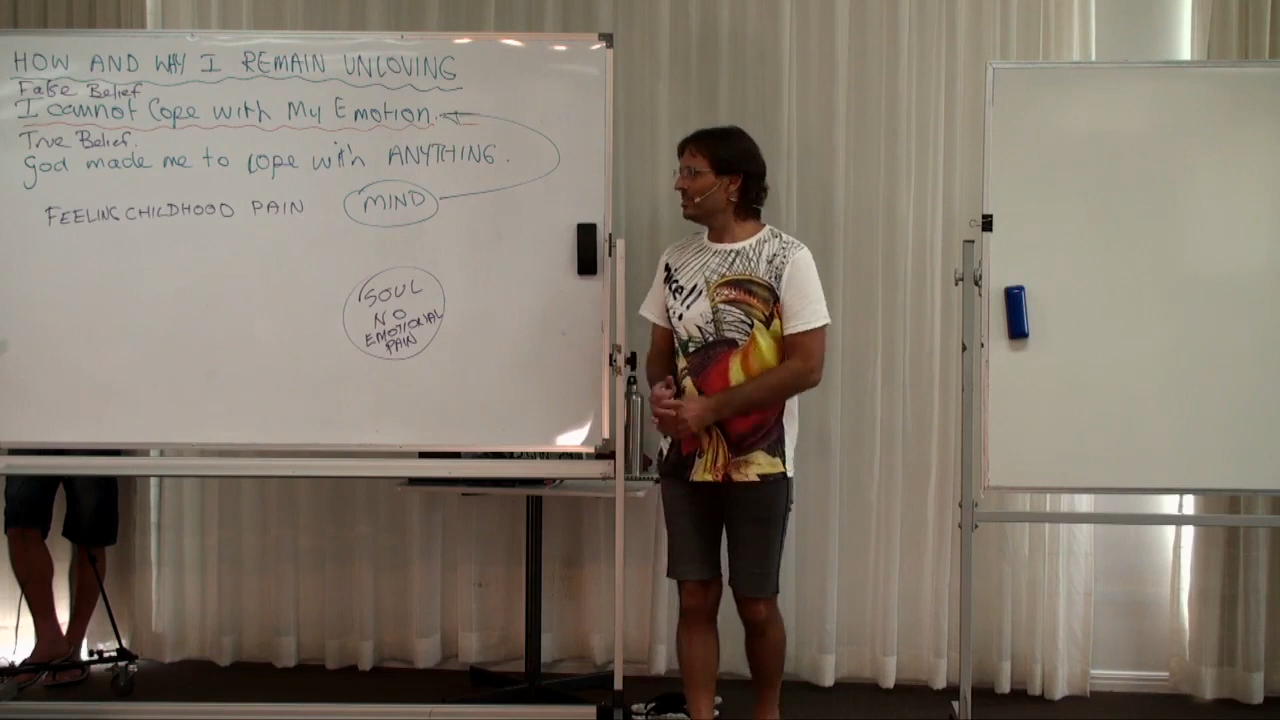 HOW AND WHY I REMAIN UNLOVING
False Belief
I cannot Cope with My Emotion.
True Belief.
God made me to cope with ANYTHING.
FEELING CHILDHOOD PAIN
MIND
SOUL
NO
EMOTIONAL
PAIN